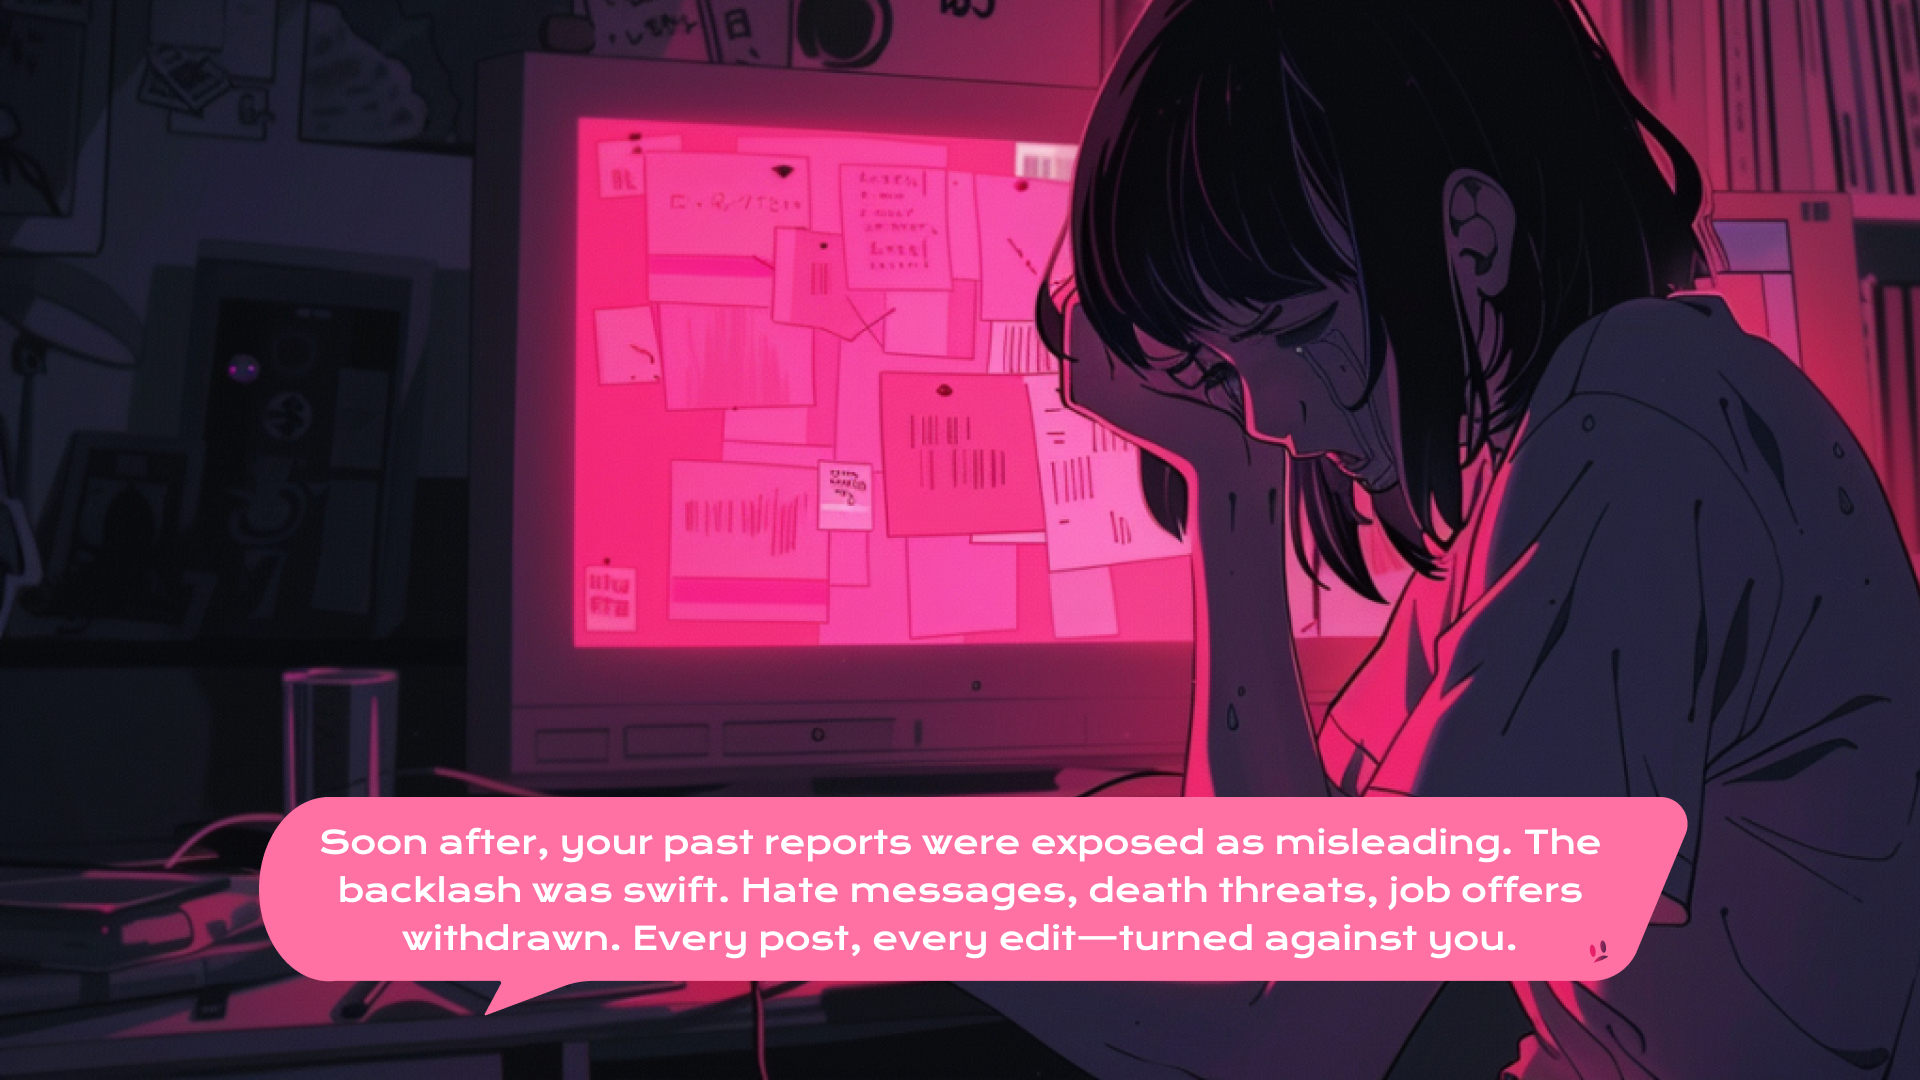 Soon after, your past reports were exposed as misleading. The
backlash was swift. Hate messages, death threats, job offers
withdrawn. Every post, every edit—turned against you.